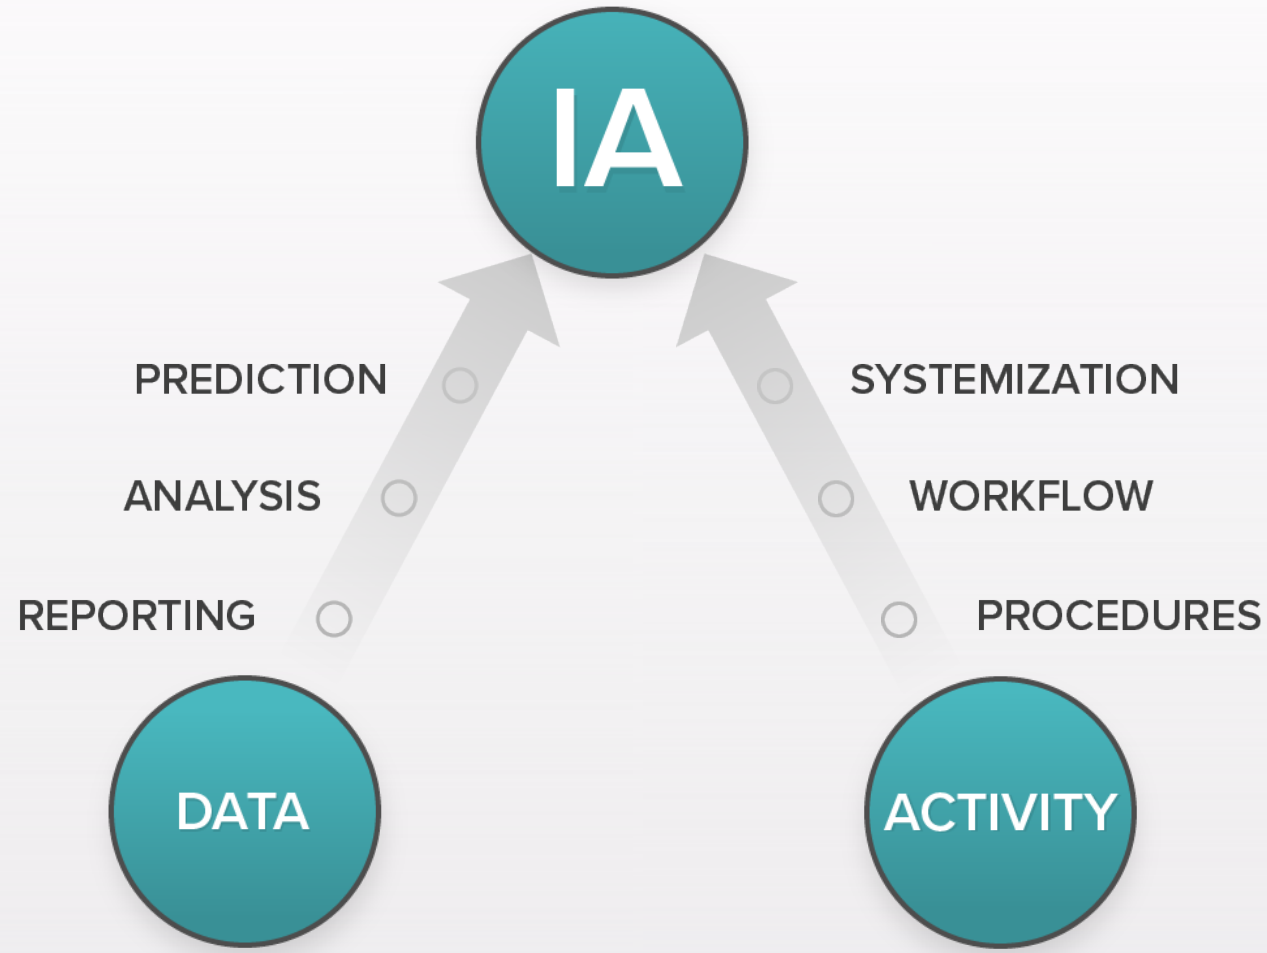 IA
PREDICTION
SYSTEMIZATION
ANALYSIS
WORKFLOW
REPORTING
PROCEDURES
DATA
ACTIVITY